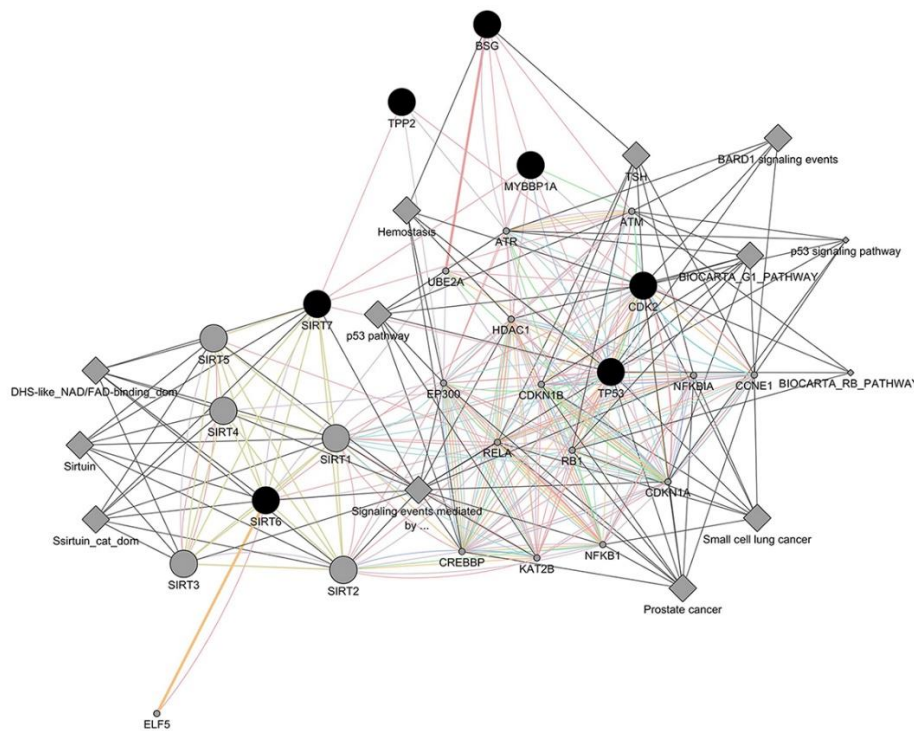 BSG
TPP2
MYBBP1A
TSH
BARD1 signaling events
Hemostasis
ATR
ATM
p53 signaling pathway
UBE2A
BIOCARTA_G1_PATHWAY
CDK2
SIRT7
p53 pathway
HDAC1
SIRT5
DHS-like_NAD/FAD-binding_dom
EP300
CDKN1B
TP53
NFKBIA
CCNE1
BIOCARTA_RB_PATHWAY
SIRT4
Sirtuin
SIRT1
RELA
RB1
CDKN1A
SIRT6
Signaling events mediated
by ...
Ssirtuin_cat_dom
Small cell lung cancer
SIRT3
SIRT2
CREBBP
KAT2B
NFKB1
Prostate cancer
ELF5